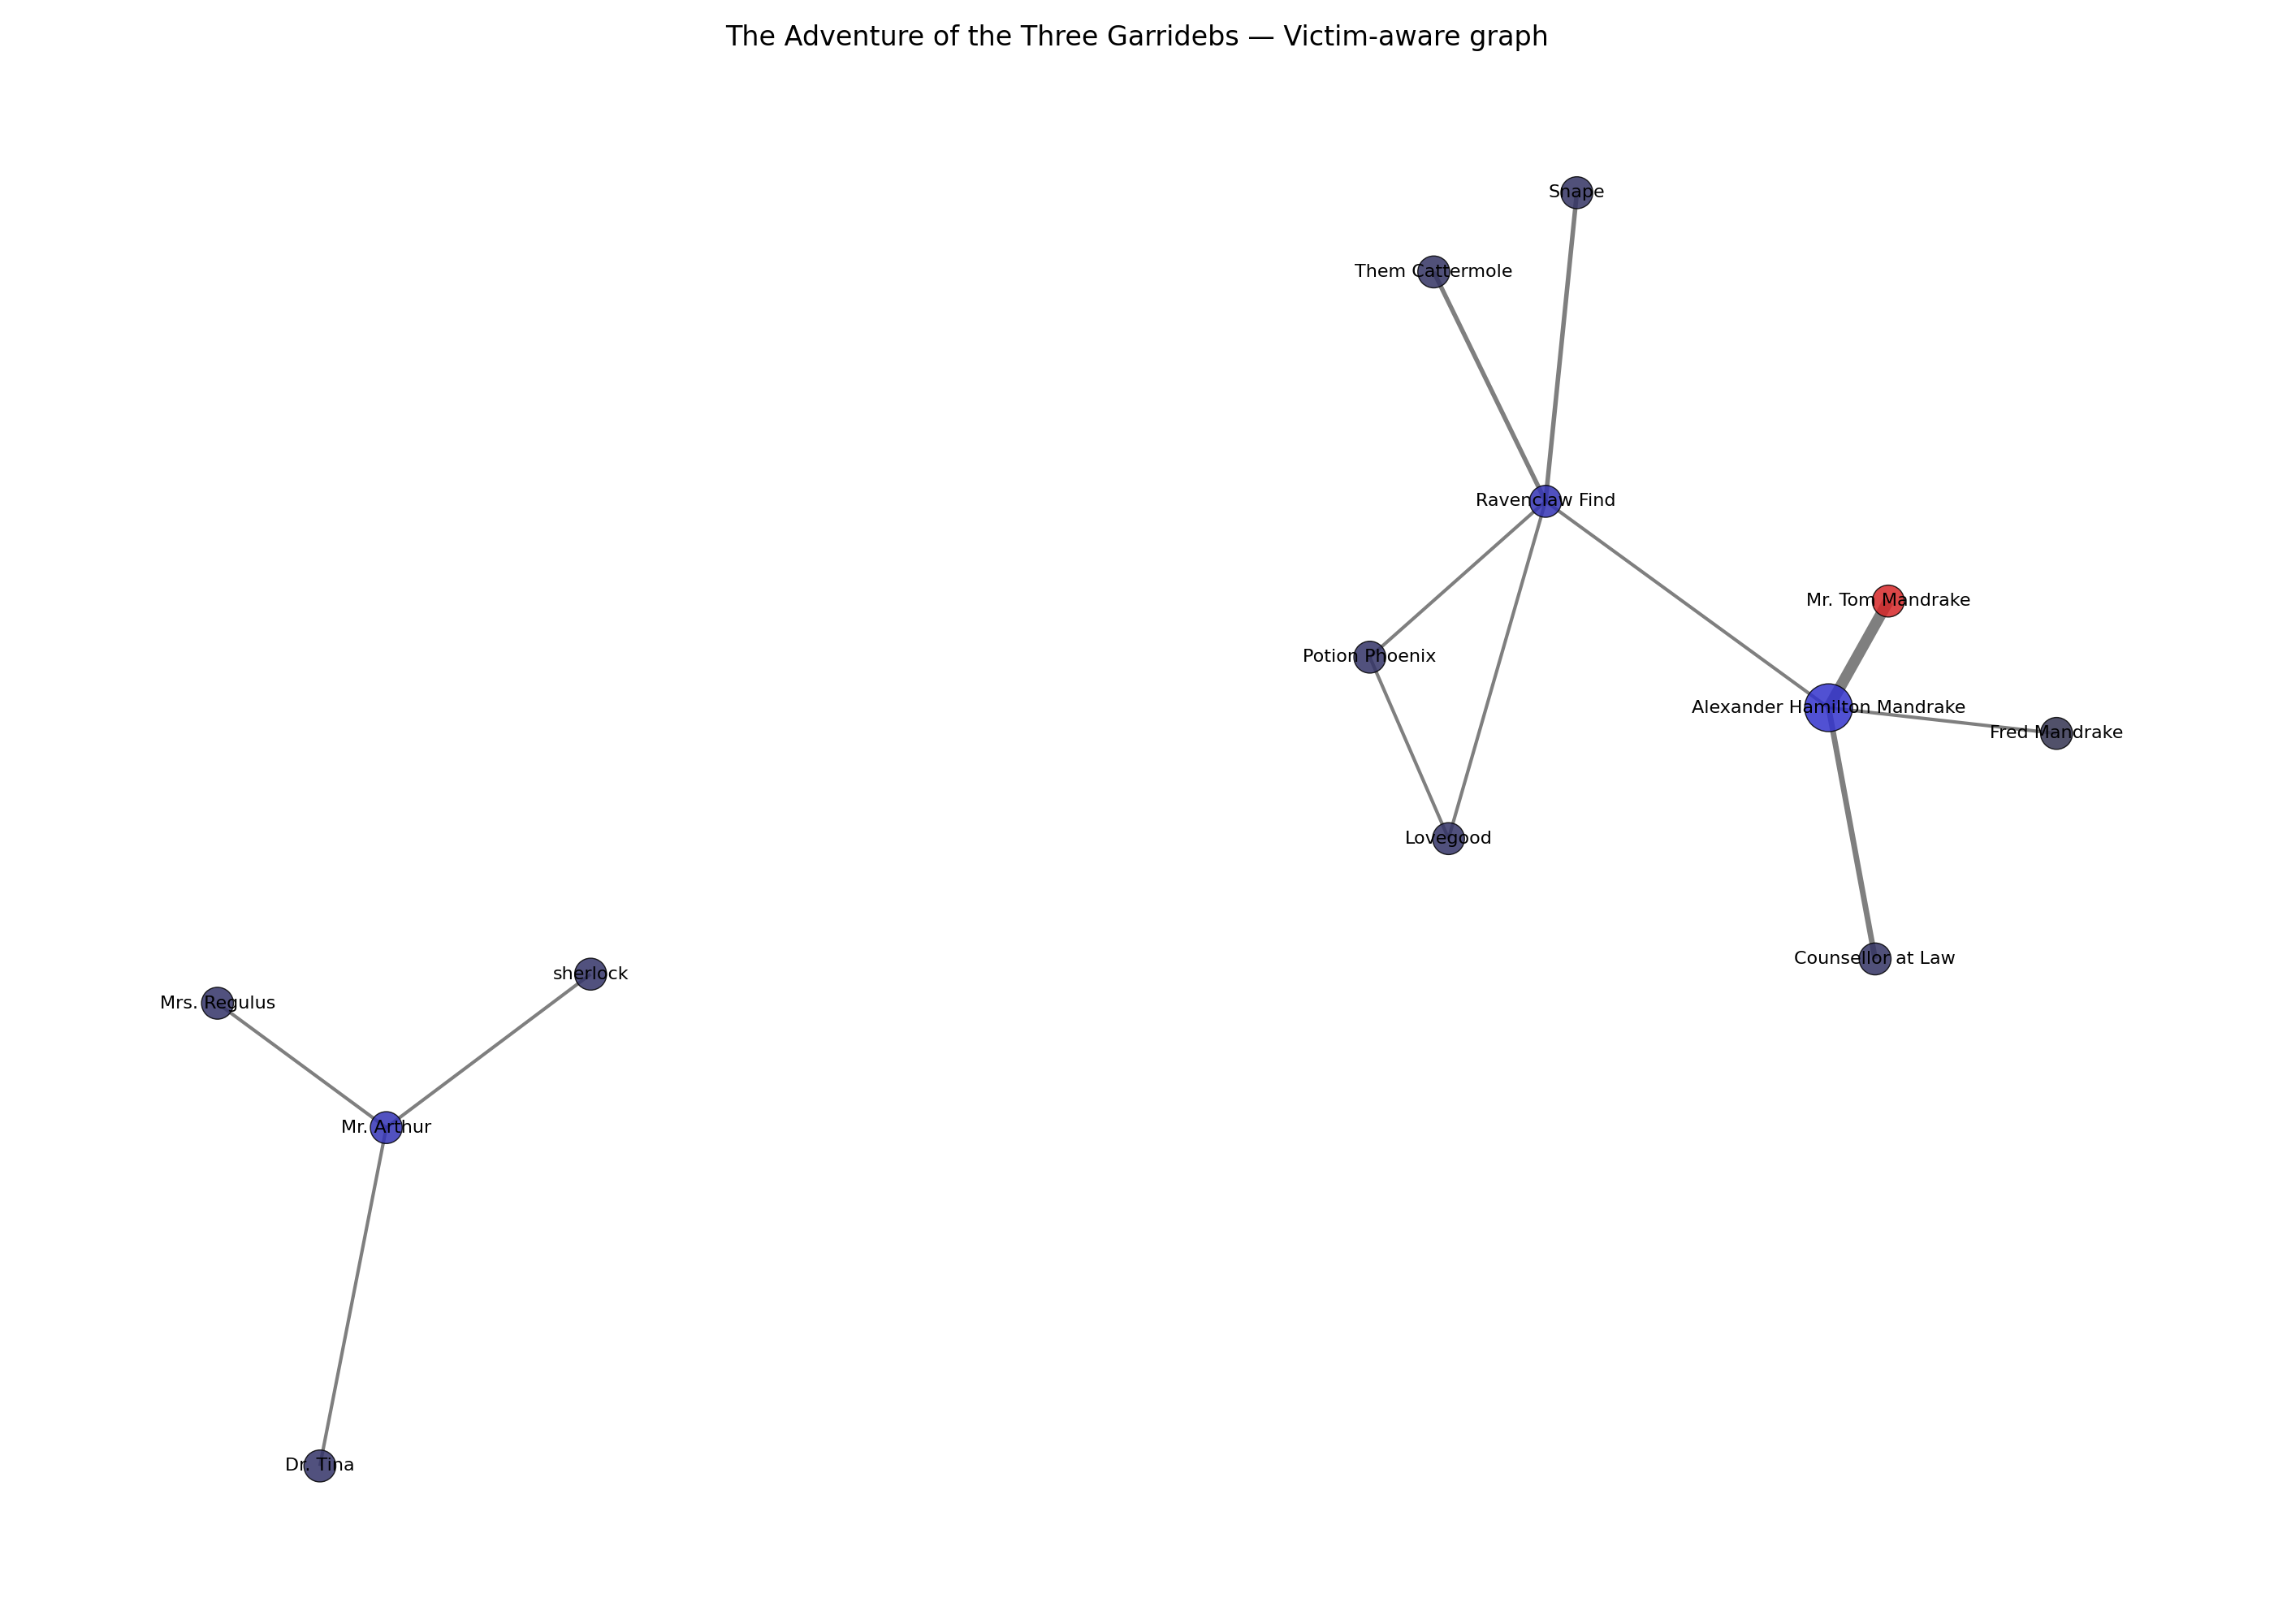 The Adventure of the Three Garridebs — Victim-aware graph
Snape
Them Cattermole
Ravenclaw Find
Mr. Tom Mandrake
Potion Phoenix
Alexander Hamilton Mandrake
Fred Mandrake
Lovegood
Counsellor at Law
sherlock
Mrs. Regulus
Mr. Arthur
Dr. Tina